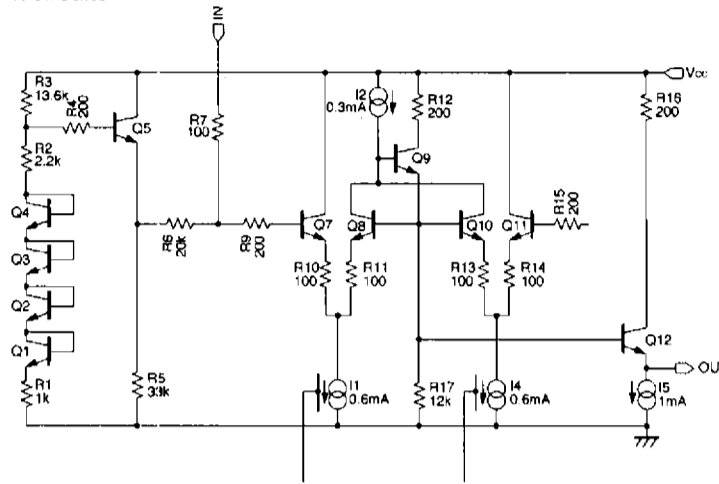 IN
Vcc
R3
13.6k
R4
200
Q5
R7
100
I2
0.3mA
R12
200
R16
200
R2
2.2k
Q9
Q4
Q3
Q2
Q1
R6
20k
R9
200
Q7
Q8
Q10
Q11
R15
200
R10
100
R11
100
R13
100
R14
100
Q12
OU
R1
1k
R5
33k
I1
0.6mA
R17
12k
I4
0.6mA
I5
1mA